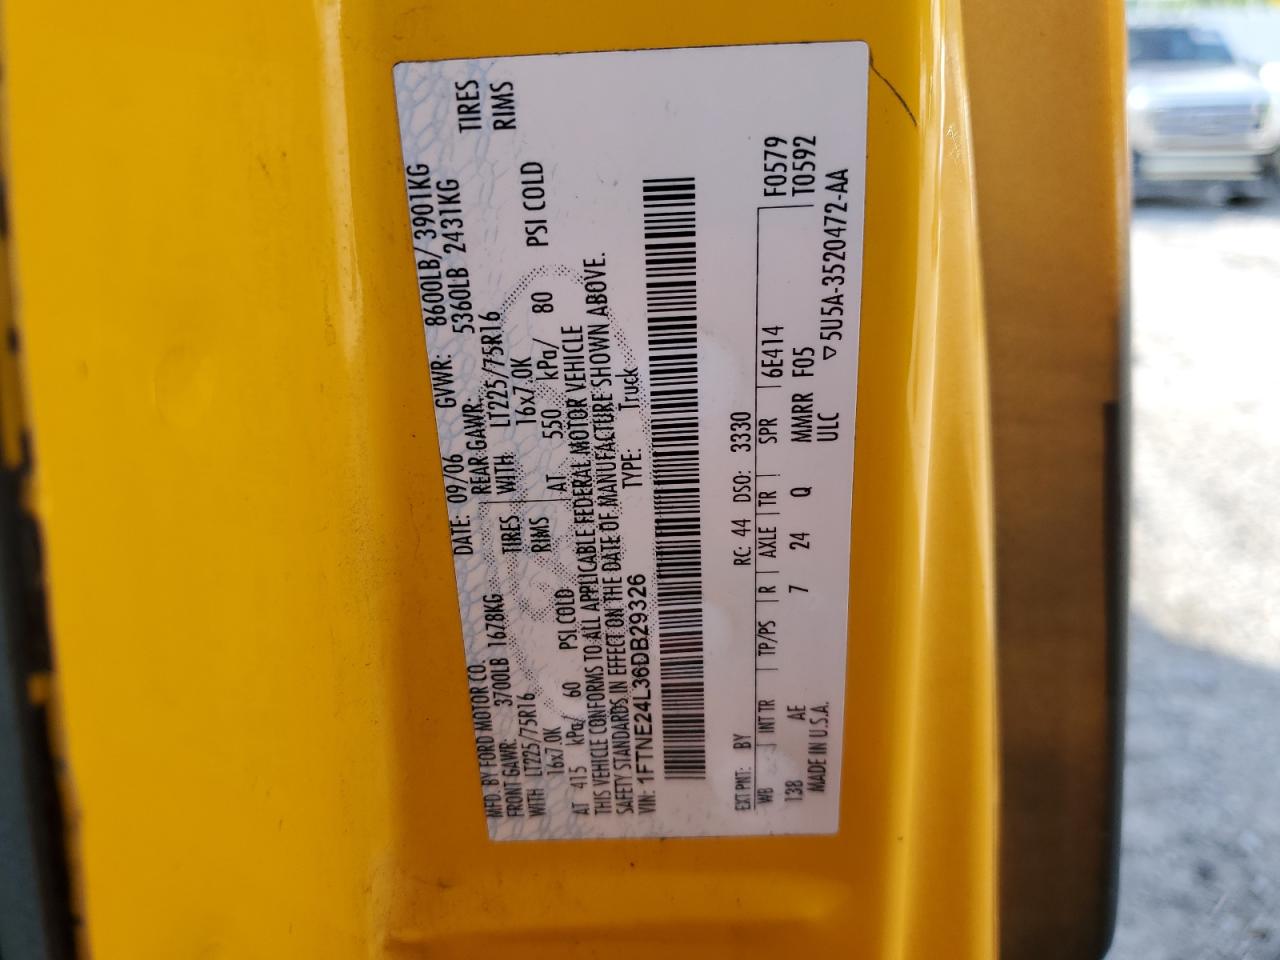 MFD. BY FORD MOTOR CO.
DATE: 09/06 GVWR: 8600LB/ 3901KG
FRONT GAWR: 3700LB 1678KG REAR GAWR: 5360LB 2431KG
WITH LT225/75R16 TIRES WITH LT225/75R16 TIRES
16x7.0K RIMS 16x7.0K RIMS
AT 415 kPa/ 60 PSI COLD AT 550 kPa/ 80 PSI COLD
THIS VEHICLE CONFORMS TO ALL APPLICABLE FEDERAL MOTOR VEHICLE
SAFETY STANDARDS IN EFFECT ON THE DATE OF MANUFACTURE SHOWN ABOVE.
VIN: 1FTNE24L36DB29326 TYPE: Truck
F0579
T0592
EXT PNT: BY RC: 44 DSO: 3330
WB INT TR TP/PS R AXLE TR SPR 6E414
138 AE 7 24 Q MMRR F05
MADE IN U.S.A. ULC ▽5U5A-3520472-AA